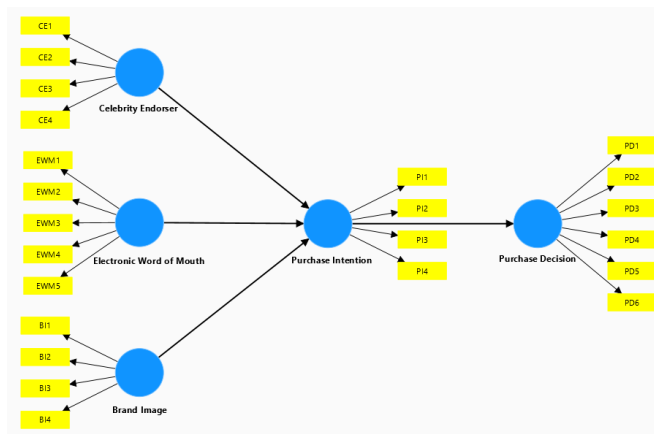 CE1
CE2
CE3
CE4
Celebrity Endorser
EWM1
EWM2
EWM3
EWM4
EWM5
Electronic Word of Mouth
BI1
BI2
BI3
BI4
Brand Image
PI1
PI2
PI3
PI4
Purchase Intention
PD1
PD2
PD3
PD4
PD5
PD6
Purchase Decision